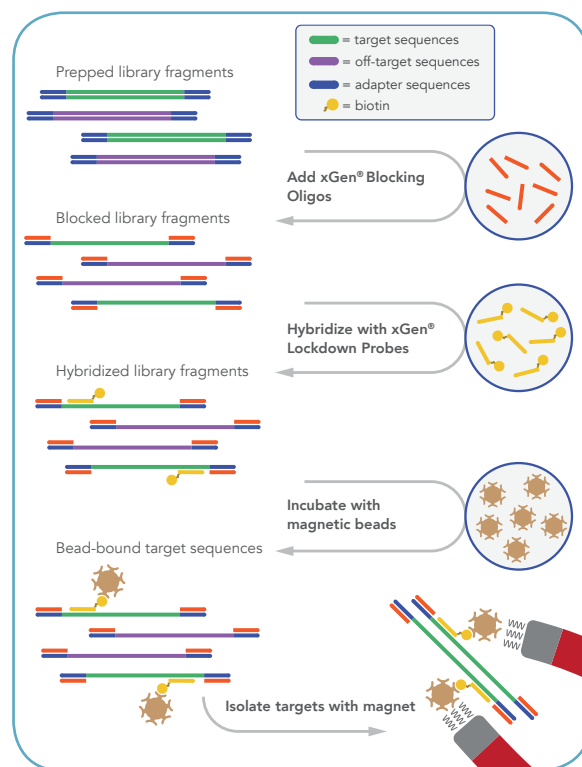 = target sequences
= off-target sequences
= adapter sequences
= biotin
Prepped library fragments
Add xGen® Blocking
Oligos
Blocked library fragments
Hybridize with xGen®
Lockdown Probes
Hybridized library fragments
Incubate with
magnetic beads
Bead-bound target sequences
Isolate targets with magnet